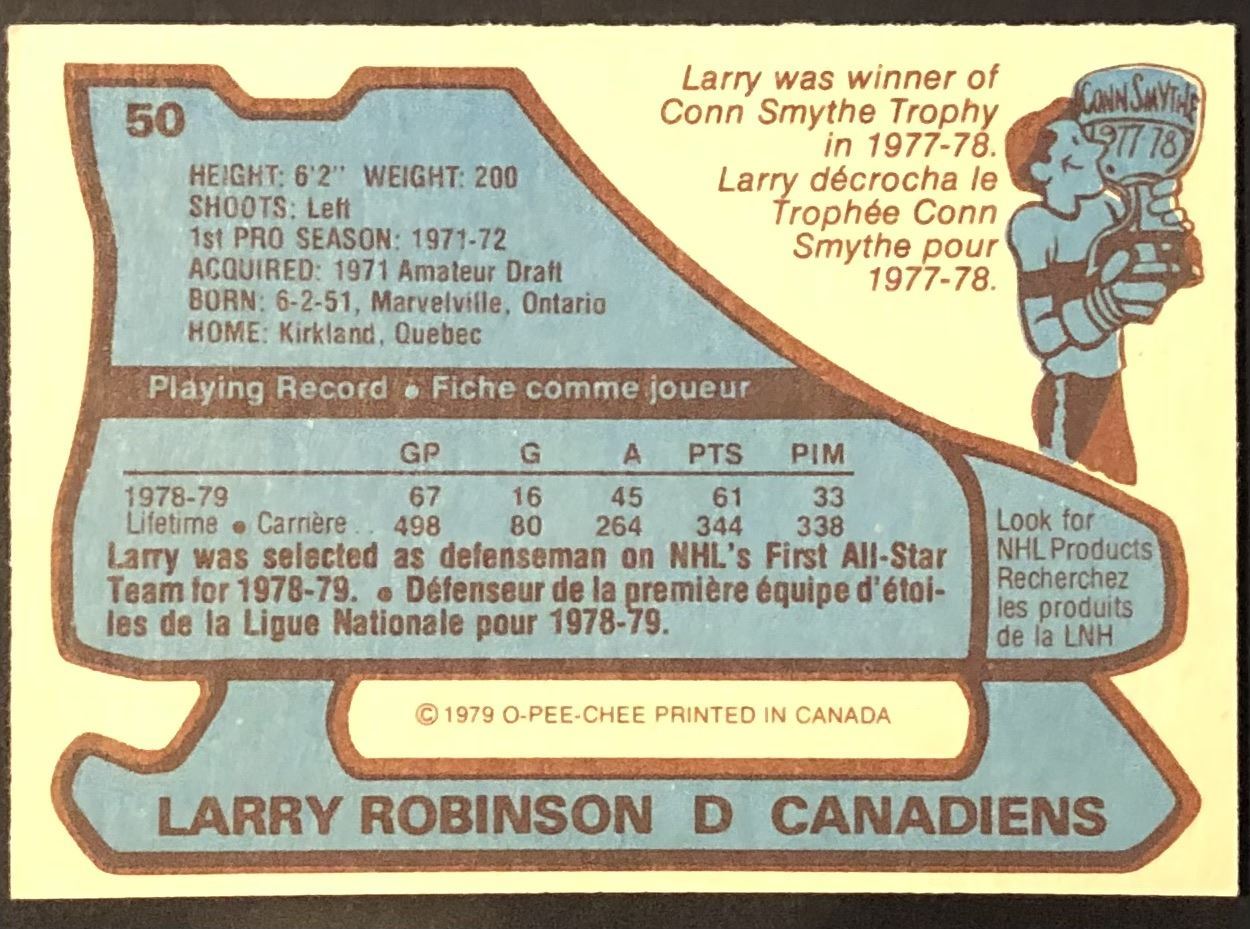 50
HEIGHT: 6'2" WEIGHT: 200
SHOOTS: Left
1st PRO SEASON: 1971-72
ACQUIRED: 1971 Amateur Draft
BORN: 6-2-51, Marvelville, Ontario
HOME: Kirkland, Quebec
Larry was winner of
Conn Smythe Trophy
in 1977-78.
Larry décrocha le
Trophée Conn
Smythe pour
1977-78.
CONN SMYTHE
1977-78
Playing Record • Fiche comme joueur
GP G A PTS PIM
1978-79 67 16 45 61 33
Lifetime • Carrière .. 498 80 264 344 338
Larry was selected as defenseman on NHL's First All-Star
Team for 1978-79. • Défenseur de la première équipe d'étoi-
les de la Ligue Nationale pour 1978-79.
Look for
NHL Products
Recherchez
les produits
de la LNH
© 1979 O-PEE-CHEE PRINTED IN CANADA
LARRY ROBINSON D CANADIENS